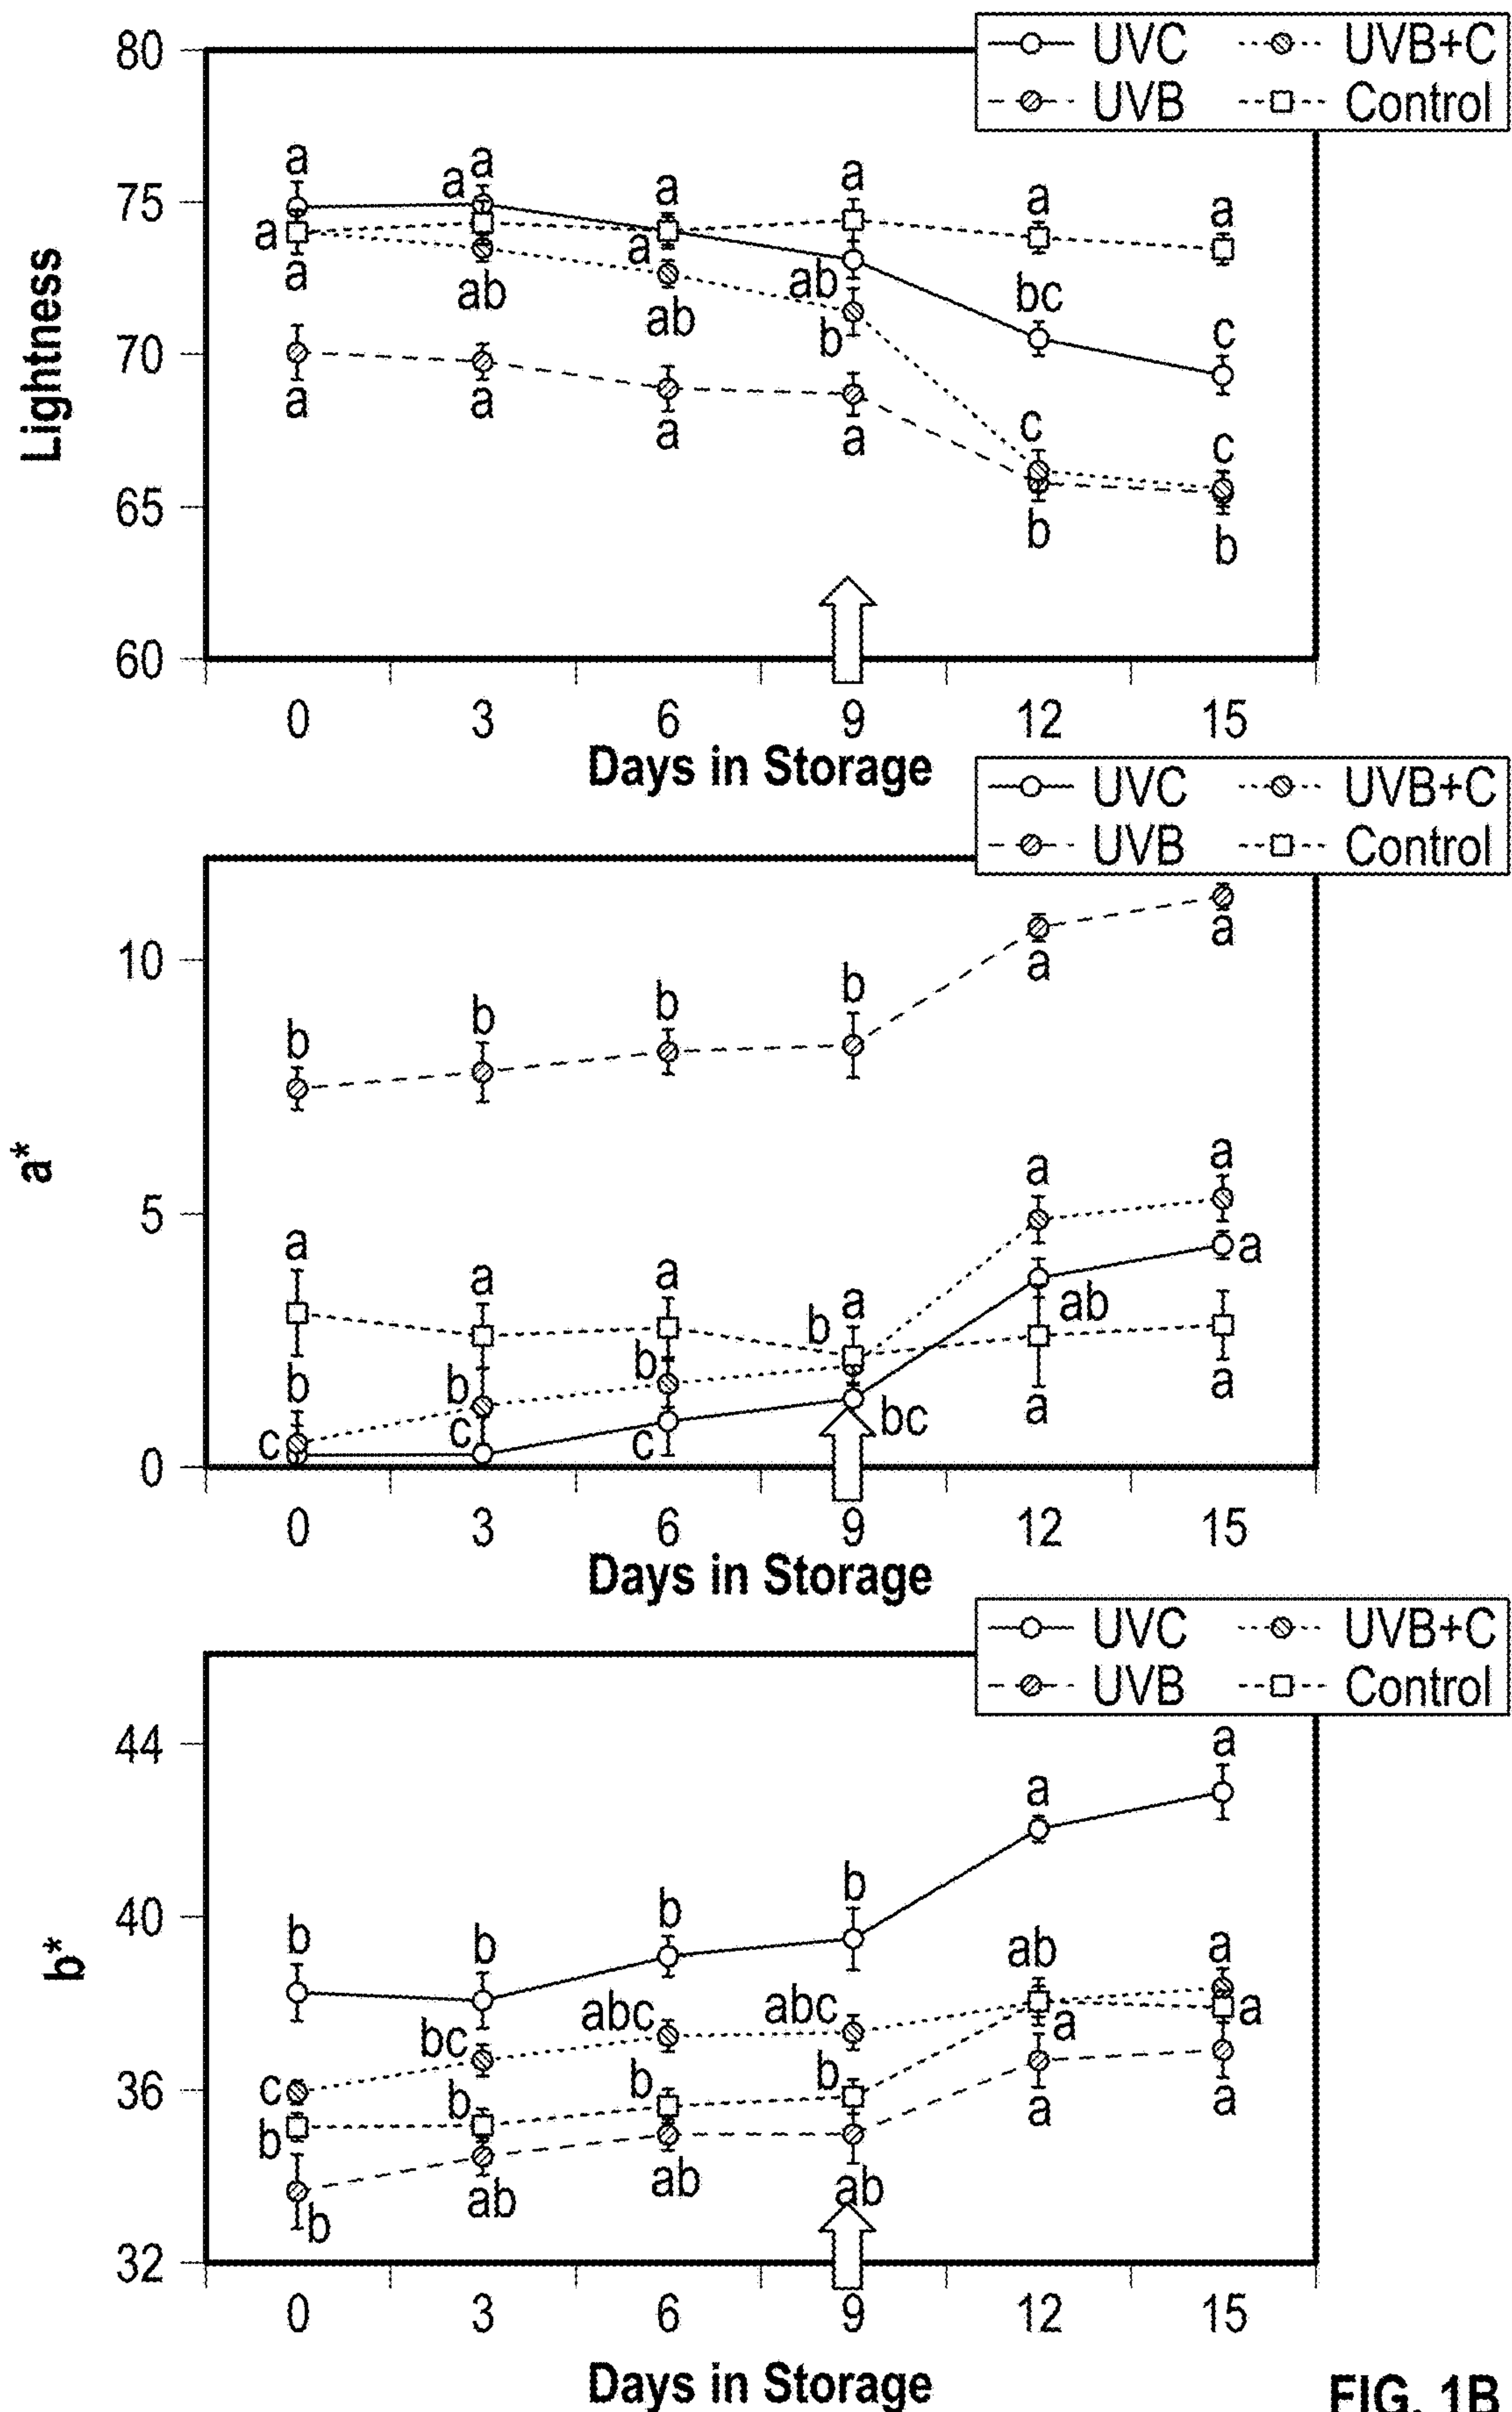 UVC UVB+C
UVB Control
80
a a a a a a
75
a a
a ab a ab ab b bc c
70
a a a a
c c
65
b b
60
0 3 6 9 12 15
Lightness
Days in Storage
UVC UVB+C
UVB Control
10
b b b b a a
5
a a a b a a a a
b b b ab
c c c bc a a
0
0 3 6 9 12 15
a*
Days in Storage
UVC UVB+C
UVB Control
44
a a
40
b b b b
c bc abc abc ab a
36
b b b b a a
b ab ab ab a a
32
0 3 6 9 12 15
b*
Days in Storage
FIG. 1B